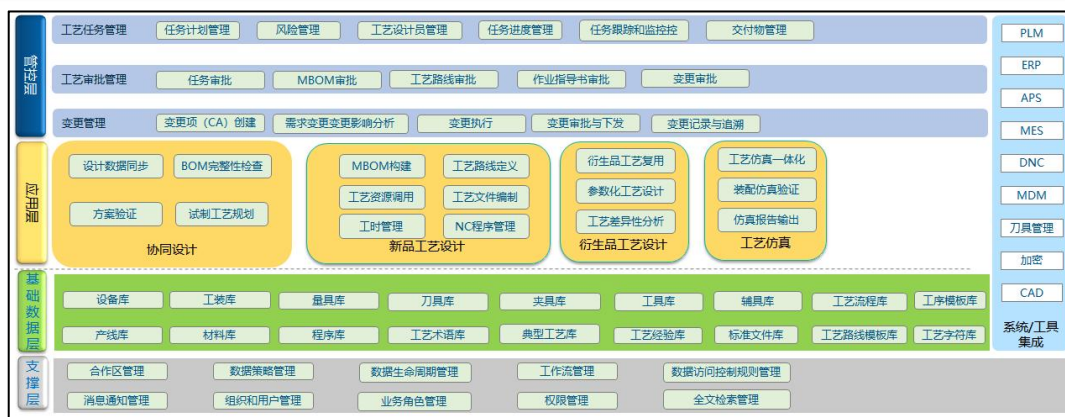 管控层
工艺任务管理 任务计划管理 风险管理 工艺设计员管理 任务进度管理 任务跟踪和监控控 交付物管理
工艺审批管理 任务审批 MBOM审批 工艺路线审批 作业指导书审批 变更审批
变更管理 变更项（CA）创建 需求变更变更影响分析 变更执行 变更审批与下发 变更记录与追溯
应用层
设计数据同步 BOM完整性检查
方案验证 试制工艺规划
协同设计
MBOM构建 工艺路线定义
工艺资源调用 工艺文件编制
工时管理 NC程序管理
新品工艺设计
衍生品工艺复用
参数化工艺设计
工艺差异性分析
衍生品工艺设计
工艺仿真一体化
装配仿真验证
仿真报告输出
工艺仿真
基础数据层
设备库 工装库 量具库 刀具库 夹具库 工具库 辅具库 工艺流程库 工序模板库
产线库 材料库 程序库 工艺术语库 典型工艺库 工艺经验库 标准文件库 工艺路线模板库 工艺字符库
支撑层
合作区管理 数据策略管理 数据生命周期管理 工作流管理 数据访问控制规则管理
消息通知管理 组织和用户管理 业务角色管理 权限管理 全文检素管理
PLM
ERP
APS
MES
DNC
MDM
刀具管理
加密
CAD
系统/工具
集成